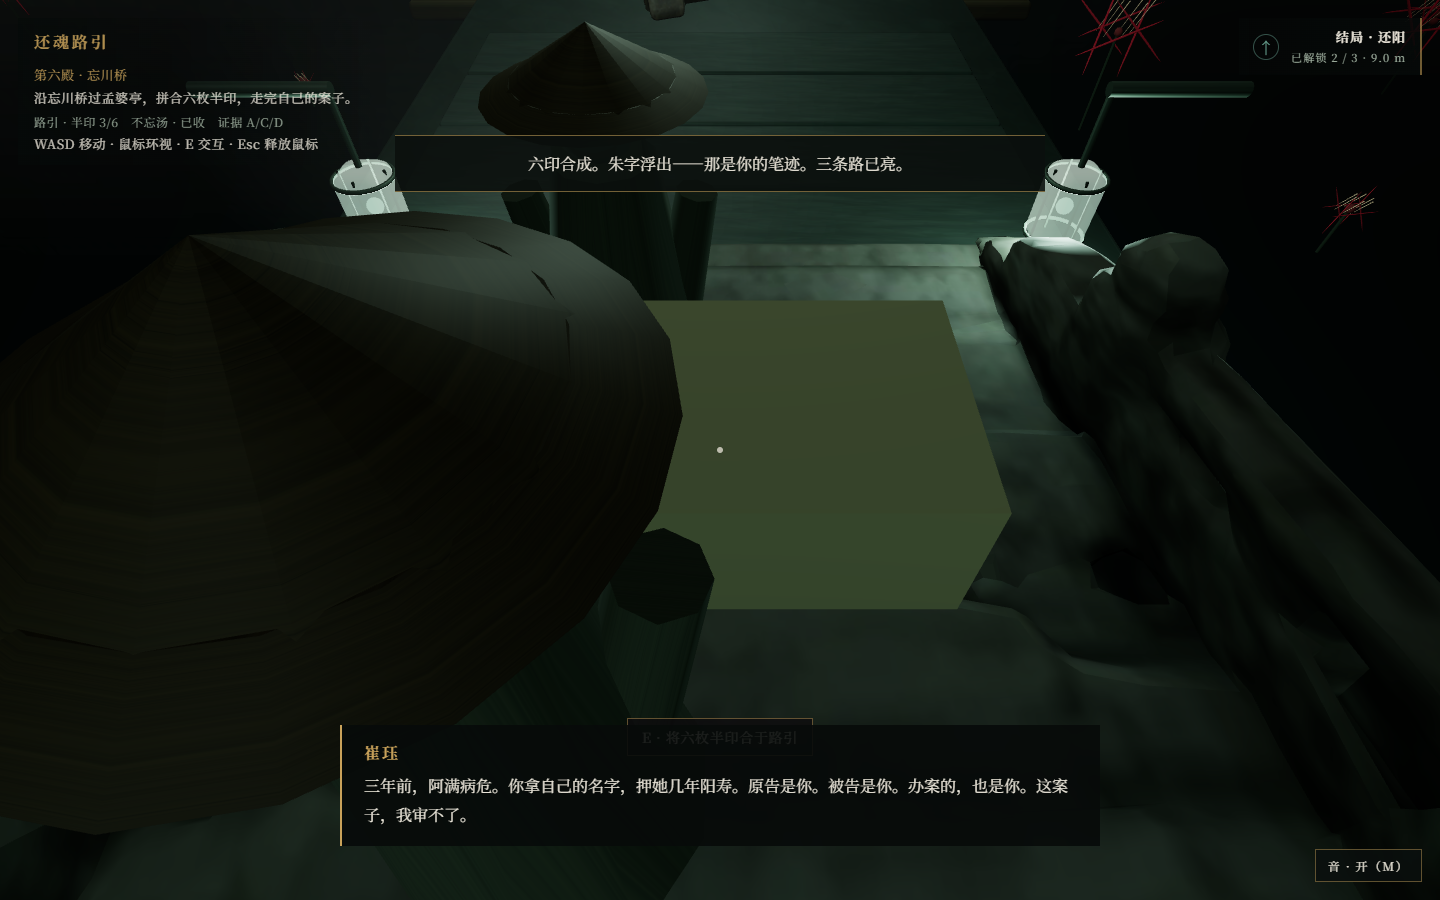 还魂路引
第六殿 · 忘川桥
沿忘川桥过孟婆亭，拼合六枚半印，走完自己的案子。
路引 · 半印 3/6 不忘汤 · 已收 证据 A/C/D
WASD 移动 · 鼠标环视 · E 交互 · Esc 释放鼠标
结局 · 还阳
已解锁 2 / 3 · 9.0 m
六印合成。朱字浮出——那是你的笔迹。三条路已亮。
E · 将六枚半印合于路引
崔珏
三年前，阿满病危。你拿自己的名字，押她几年阳寿。原告是你。被告是你。办案的，也是你。这案
子，我审不了。
音 · 开（M）